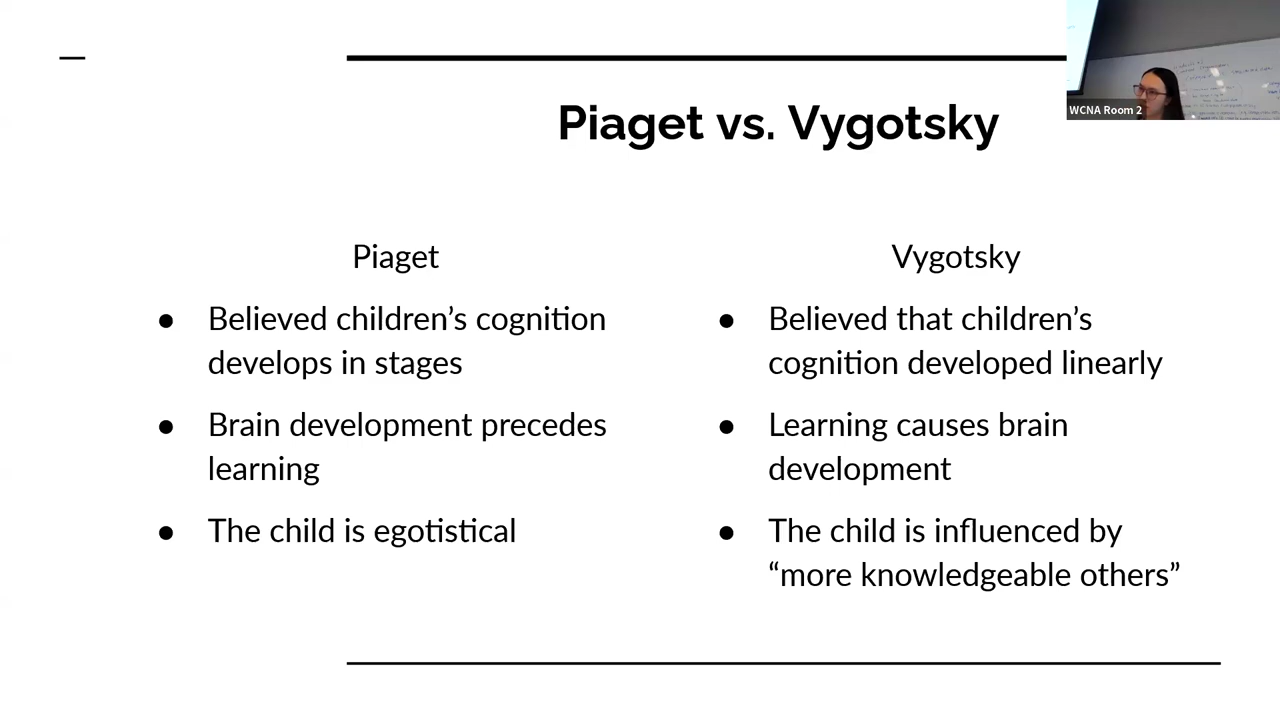 WCNA Room 2
Piaget vs. Vygotsky
Piaget
● Believed children’s cognition
develops in stages
● Brain development precedes
learning
● The child is egotistical
Vygotsky
● Believed that children’s
cognition developed linearly
● Learning causes brain
development
● The child is influenced by
“more knowledgeable others”